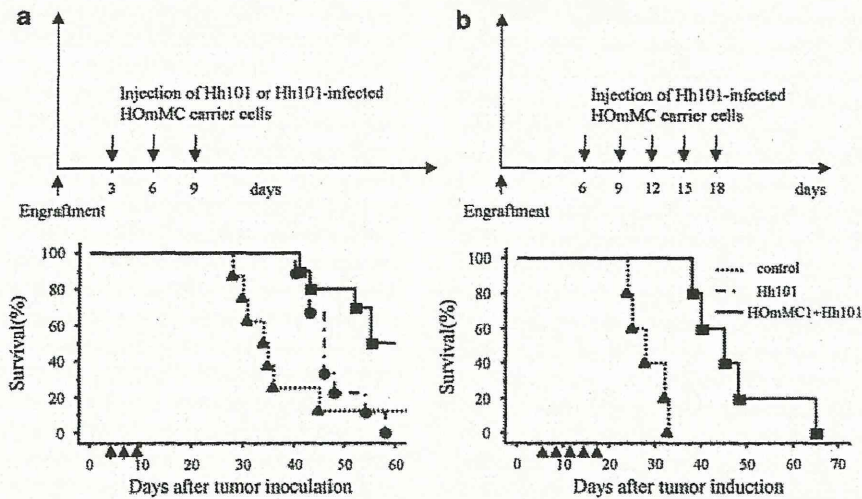 a
Injection of Hh101 or Hh101-infected
HOmMC carrier cells
3 6 9 days
Engraftment
100
80
60
40
20
0
Survival(%)
0 10 20 30 40 50 60
Days after tumor inoculation
b
Injection of Hh101-infected
HOmMC carrier cells
6 9 12 15 18 days
Engraftment
100
80
60
40
20
0
Survival(%)
control
Hh101
HOmMC1+Hh101
0 10 20 30 40 50 60 70
Days after tumor induction